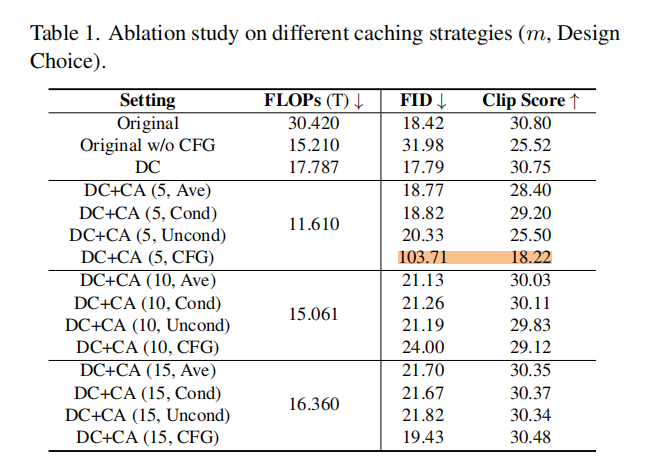 Table 1. Ablation study on different caching strategies (m, Design
Choice).
Setting FLOPs (T) ↓ FID ↓ Clip Score ↑
Original 30.420 18.42 30.80
Original w/o CFG 15.210 31.98 25.52
DC 17.787 17.79 30.75
DC+CA (5, Ave) 18.77 28.40
DC+CA (5, Cond) 18.82 29.20
11.610
DC+CA (5, Uncond) 20.33 25.50
DC+CA (5, CFG) 103.71 18.22
DC+CA (10, Ave) 21.13 30.03
DC+CA (10, Cond) 21.26 30.11
15.061
DC+CA (10, Uncond) 21.19 29.83
DC+CA (10, CFG) 24.00 29.12
DC+CA (15, Ave) 21.70 30.35
DC+CA (15, Cond) 21.67 30.37
16.360
DC+CA (15, Uncond) 21.82 30.34
DC+CA (15, CFG) 19.43 30.48